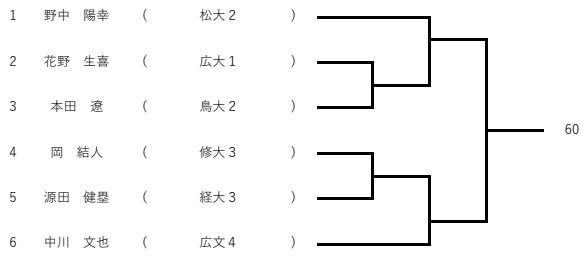 1 野中　陽幸 ( 松大２ )
2 花野　生喜 ( 広大１ )
3 本田　遼 ( 鳥大２ )
4 岡　結人 ( 修大３ )
5 源田　健塁 ( 経大３ )
6 中川　文也 ( 広文４ )
60